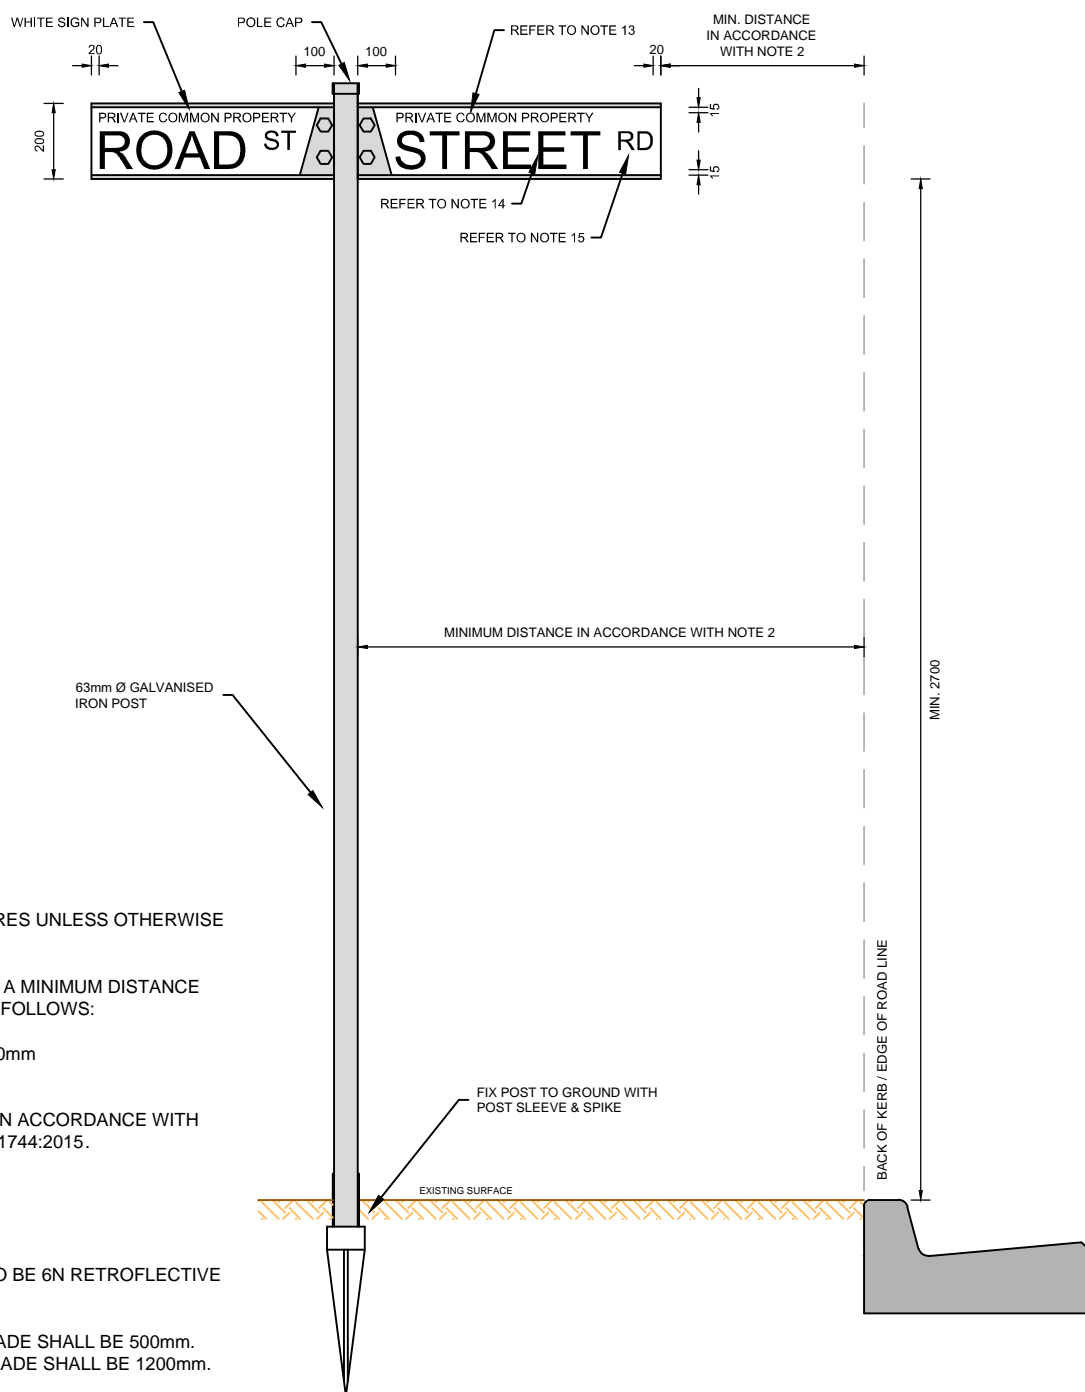 WHITE SIGN PLATE
POLE CAP
REFER TO NOTE 13
MIN. DISTANCE
IN ACCORDANCE
WITH NOTE 2
20
100
100
20
200
PRIVATE COMMON PROPERTY
ROAD ST
PRIVATE COMMON PROPERTY
STREET RD
15
15
REFER TO NOTE 14
REFER TO NOTE 15
MINIMUM DISTANCE IN ACCORDANCE WITH NOTE 2
63mm Ø GALVANISED
IRON POST
MIN. 2700
RES UNLESS OTHERWISE
A MINIMUM DISTANCE
FOLLOWS:
0mm
N ACCORDANCE WITH
1744:2015.
BACK OF KERB / EDGE OF ROAD LINE
FIX POST TO GROUND WITH
POST SLEEVE & SPIKE
EXISTING SURFACE
O BE 6N RETROFLECTIVE
ADE SHALL BE 500mm.
ADE SHALL BE 1200mm.